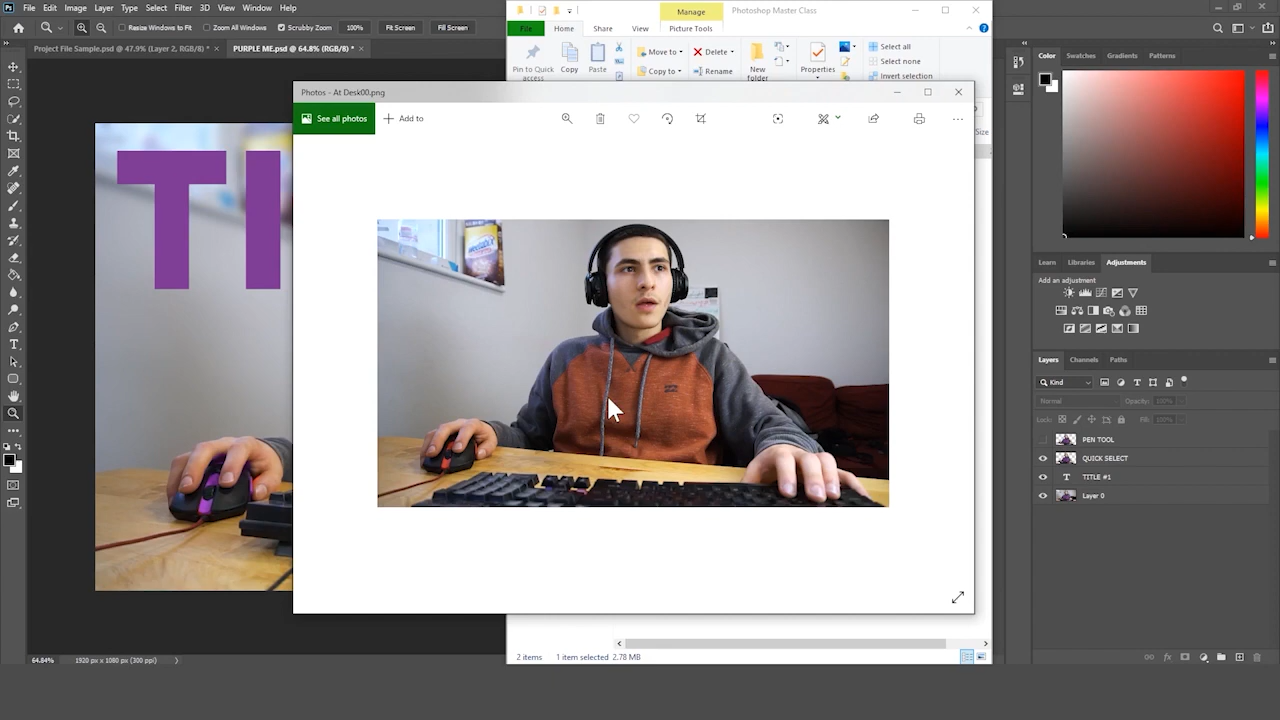 File Edit Image Layer Type Select Filter 3D View Window Help
Resize Windows to Fit Zoom All Windows Scrubby Zoom 100% Fit Screen Fill Screen
Project File Sample.psd @ 47.9% (Layer 2, RGB/8) * × PURPLE ME.psd @ 64.8% (RGB/8) * ×
Manage Photoshop Master Class
File Home Share View Picture Tools
Pin to Quick access
Copy
Paste
Move to
Copy to
Delete
Rename
New folder
Properties
Select all
Select none
Invert selection
Size
Photos - At Desk00.png
See all photos
Add to
TI
weetabix
Color Swatches Gradients Patterns
Learn Libraries Adjustments
Add an adjustment
Layers Channels Paths
Kind
Normal Opacity: 100%
Lock: Fill: 100%
PEN TOOL
QUICK SELECT
T TITLE #1
Layer 0
64.84% 1920 px x 1080 px (300 ppi)
2 items 1 item selected 2.78 MB